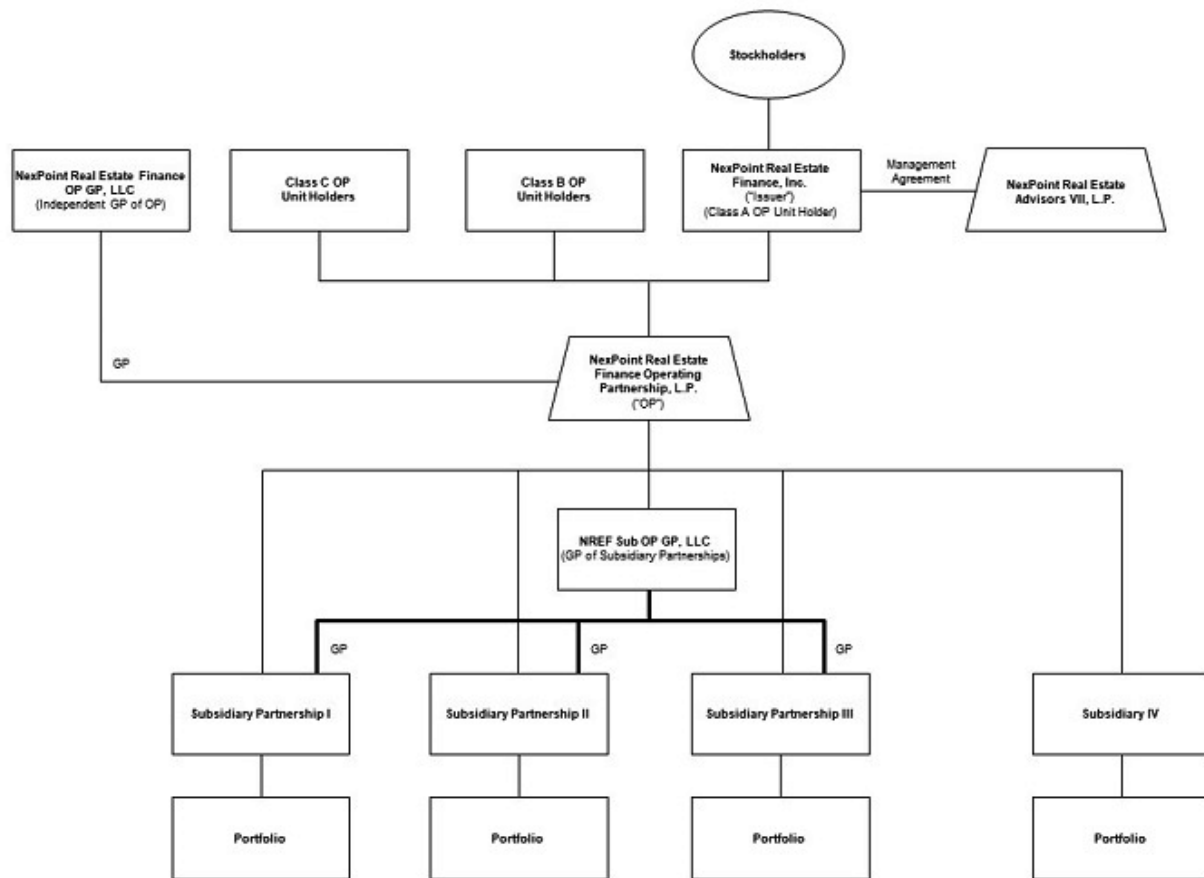 Stockholders
NexPoint Real Estate Finance
OP GP, LLC
(Independent GP of OP)
Class C OP
Unit Holders
Class B OP
Unit Holders
NexPoint Real Estate
Finance, Inc.
("Issuer")
(Class A OP Unit Holder)
Management
Agreement
NexPoint Real Estate
Advisors VII, L.P.
GP
NexPoint Real Estate
Finance Operating
Partnership, L.P.
("OP")
NREF Sub OP GP, LLC
(GP of Subsidiary Partnerships)
GP
GP
GP
Subsidiary Partnership I
Subsidiary Partnership II
Subsidiary Partnership III
Subsidiary IV
Portfolio
Portfolio
Portfolio
Portfolio